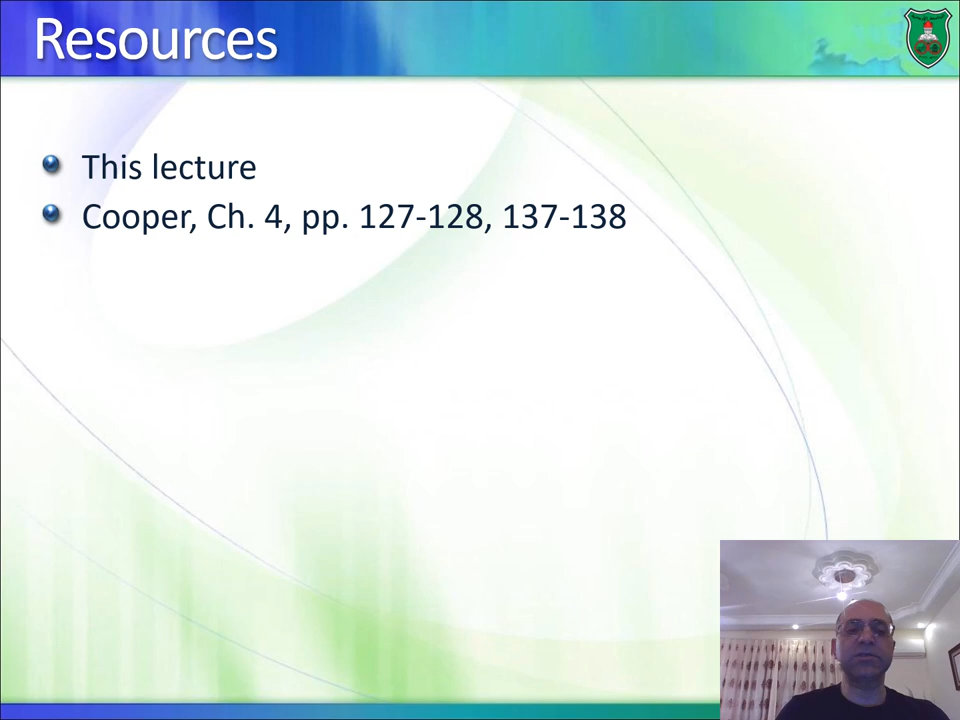 Resources
This lecture
Cooper, Ch. 4, pp. 127-128, 137-138